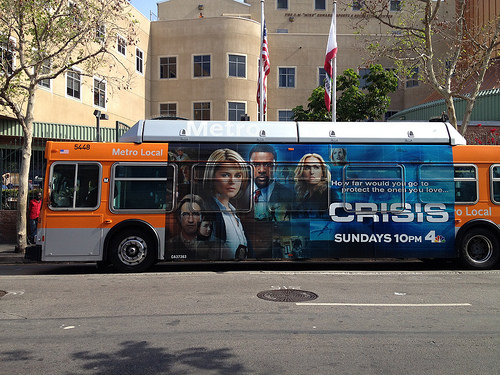 Metro
5448
Metro Local
M
How far would you go to
protect the ones you love...
CRISIS
SUNDAYS 10PM 4
o Local